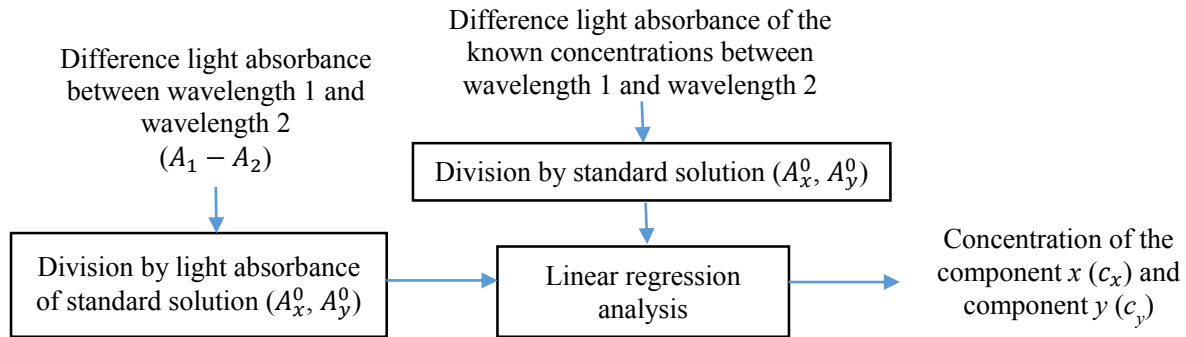 Difference light absorbance
between wavelength 1 and
wavelength 2
(A₁ − A₂)
Difference light absorbance of the
known concentrations between
wavelength 1 and wavelength 2
Division by standard solution (A⁰ₓ, A⁰ᵧ)
Division by light absorbance
of standard solution (A⁰ₓ, A⁰ᵧ)
Linear regression
analysis
Concentration of the
component x (cₓ) and
component y (c_y)